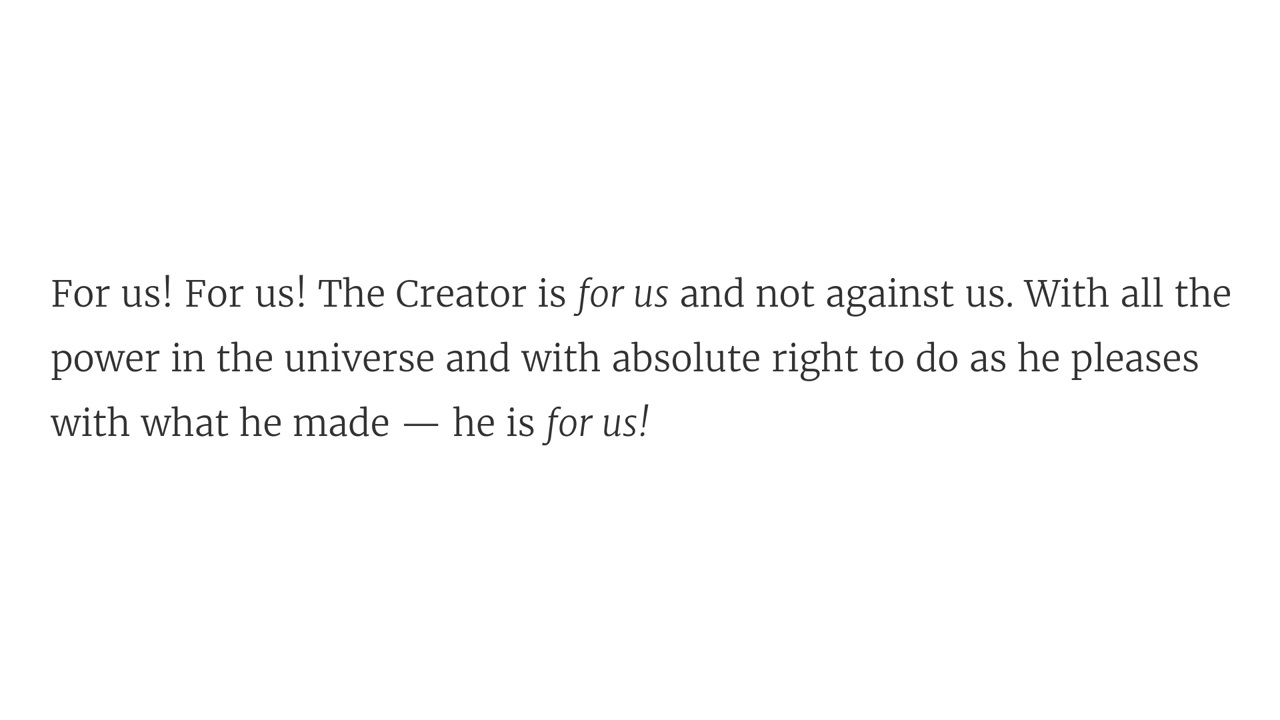 For us! For us! The Creator is for us and not against us. With all the
power in the universe and with absolute right to do as he pleases
with what he made — he is for us!